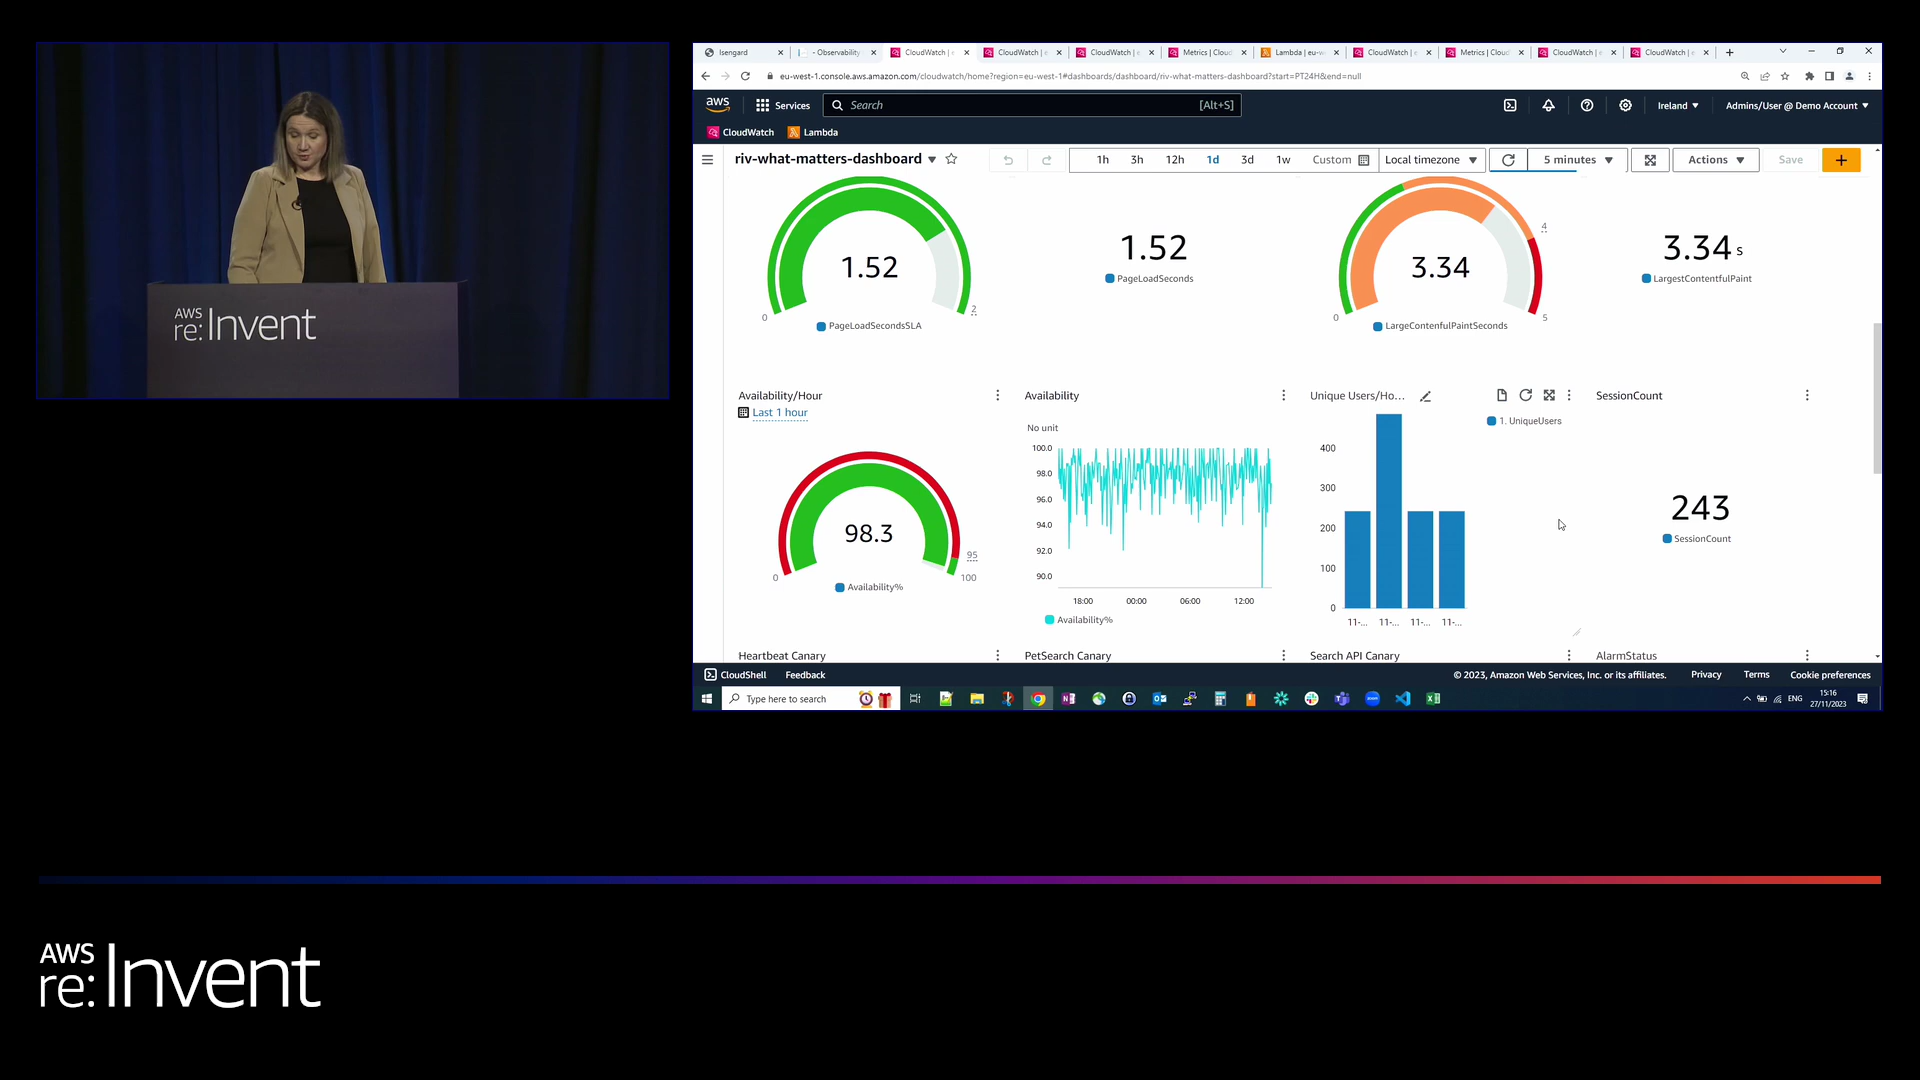 AWS
re:Invent
Isengard
- Observability
CloudWatch | e
CloudWatch | e
CloudWatch | e
Metrics | Cloud
Lambda | eu-w
CloudWatch | e
Metrics | Cloud
CloudWatch | e
CloudWatch | e
eu-west-1.console.aws.amazon.com/cloudwatch/home?region=eu-west-1#dashboards/dashboard/riv-what-matters-dashboard?start=PT24H&end=null
aws
Services
Search
[Alt+S]
Ireland
Admins/User @ Demo Account
CloudWatch
Lambda
riv-what-matters-dashboard
1h
3h
12h
1d
3d
1w
Custom
Local timezone
5 minutes
Actions
Save
1.52
0
2
PageLoadSecondsSLA
1.52
PageLoadSeconds
3.34
0
4
5
LargeContenfulPaintSeconds
3.34 s
LargestContentfulPaint
Availability/Hour
Last 1 hour
98.3
0
95
100
Availability%
Availability
No unit
100.0
98.0
96.0
94.0
92.0
90.0
18:00
00:00
06:00
12:00
Availability%
Unique Users/Ho...
1. UniqueUsers
400
300
200
100
0
11-...
11-...
11-...
11-...
SessionCount
243
SessionCount
Heartbeat Canary
PetSearch Canary
Search API Canary
AlarmStatus
CloudShell
Feedback
© 2023, Amazon Web Services, Inc. or its affiliates.
Privacy
Terms
Cookie preferences
Type here to search
ENG
15:16
27/11/2023
AWS
re:Invent